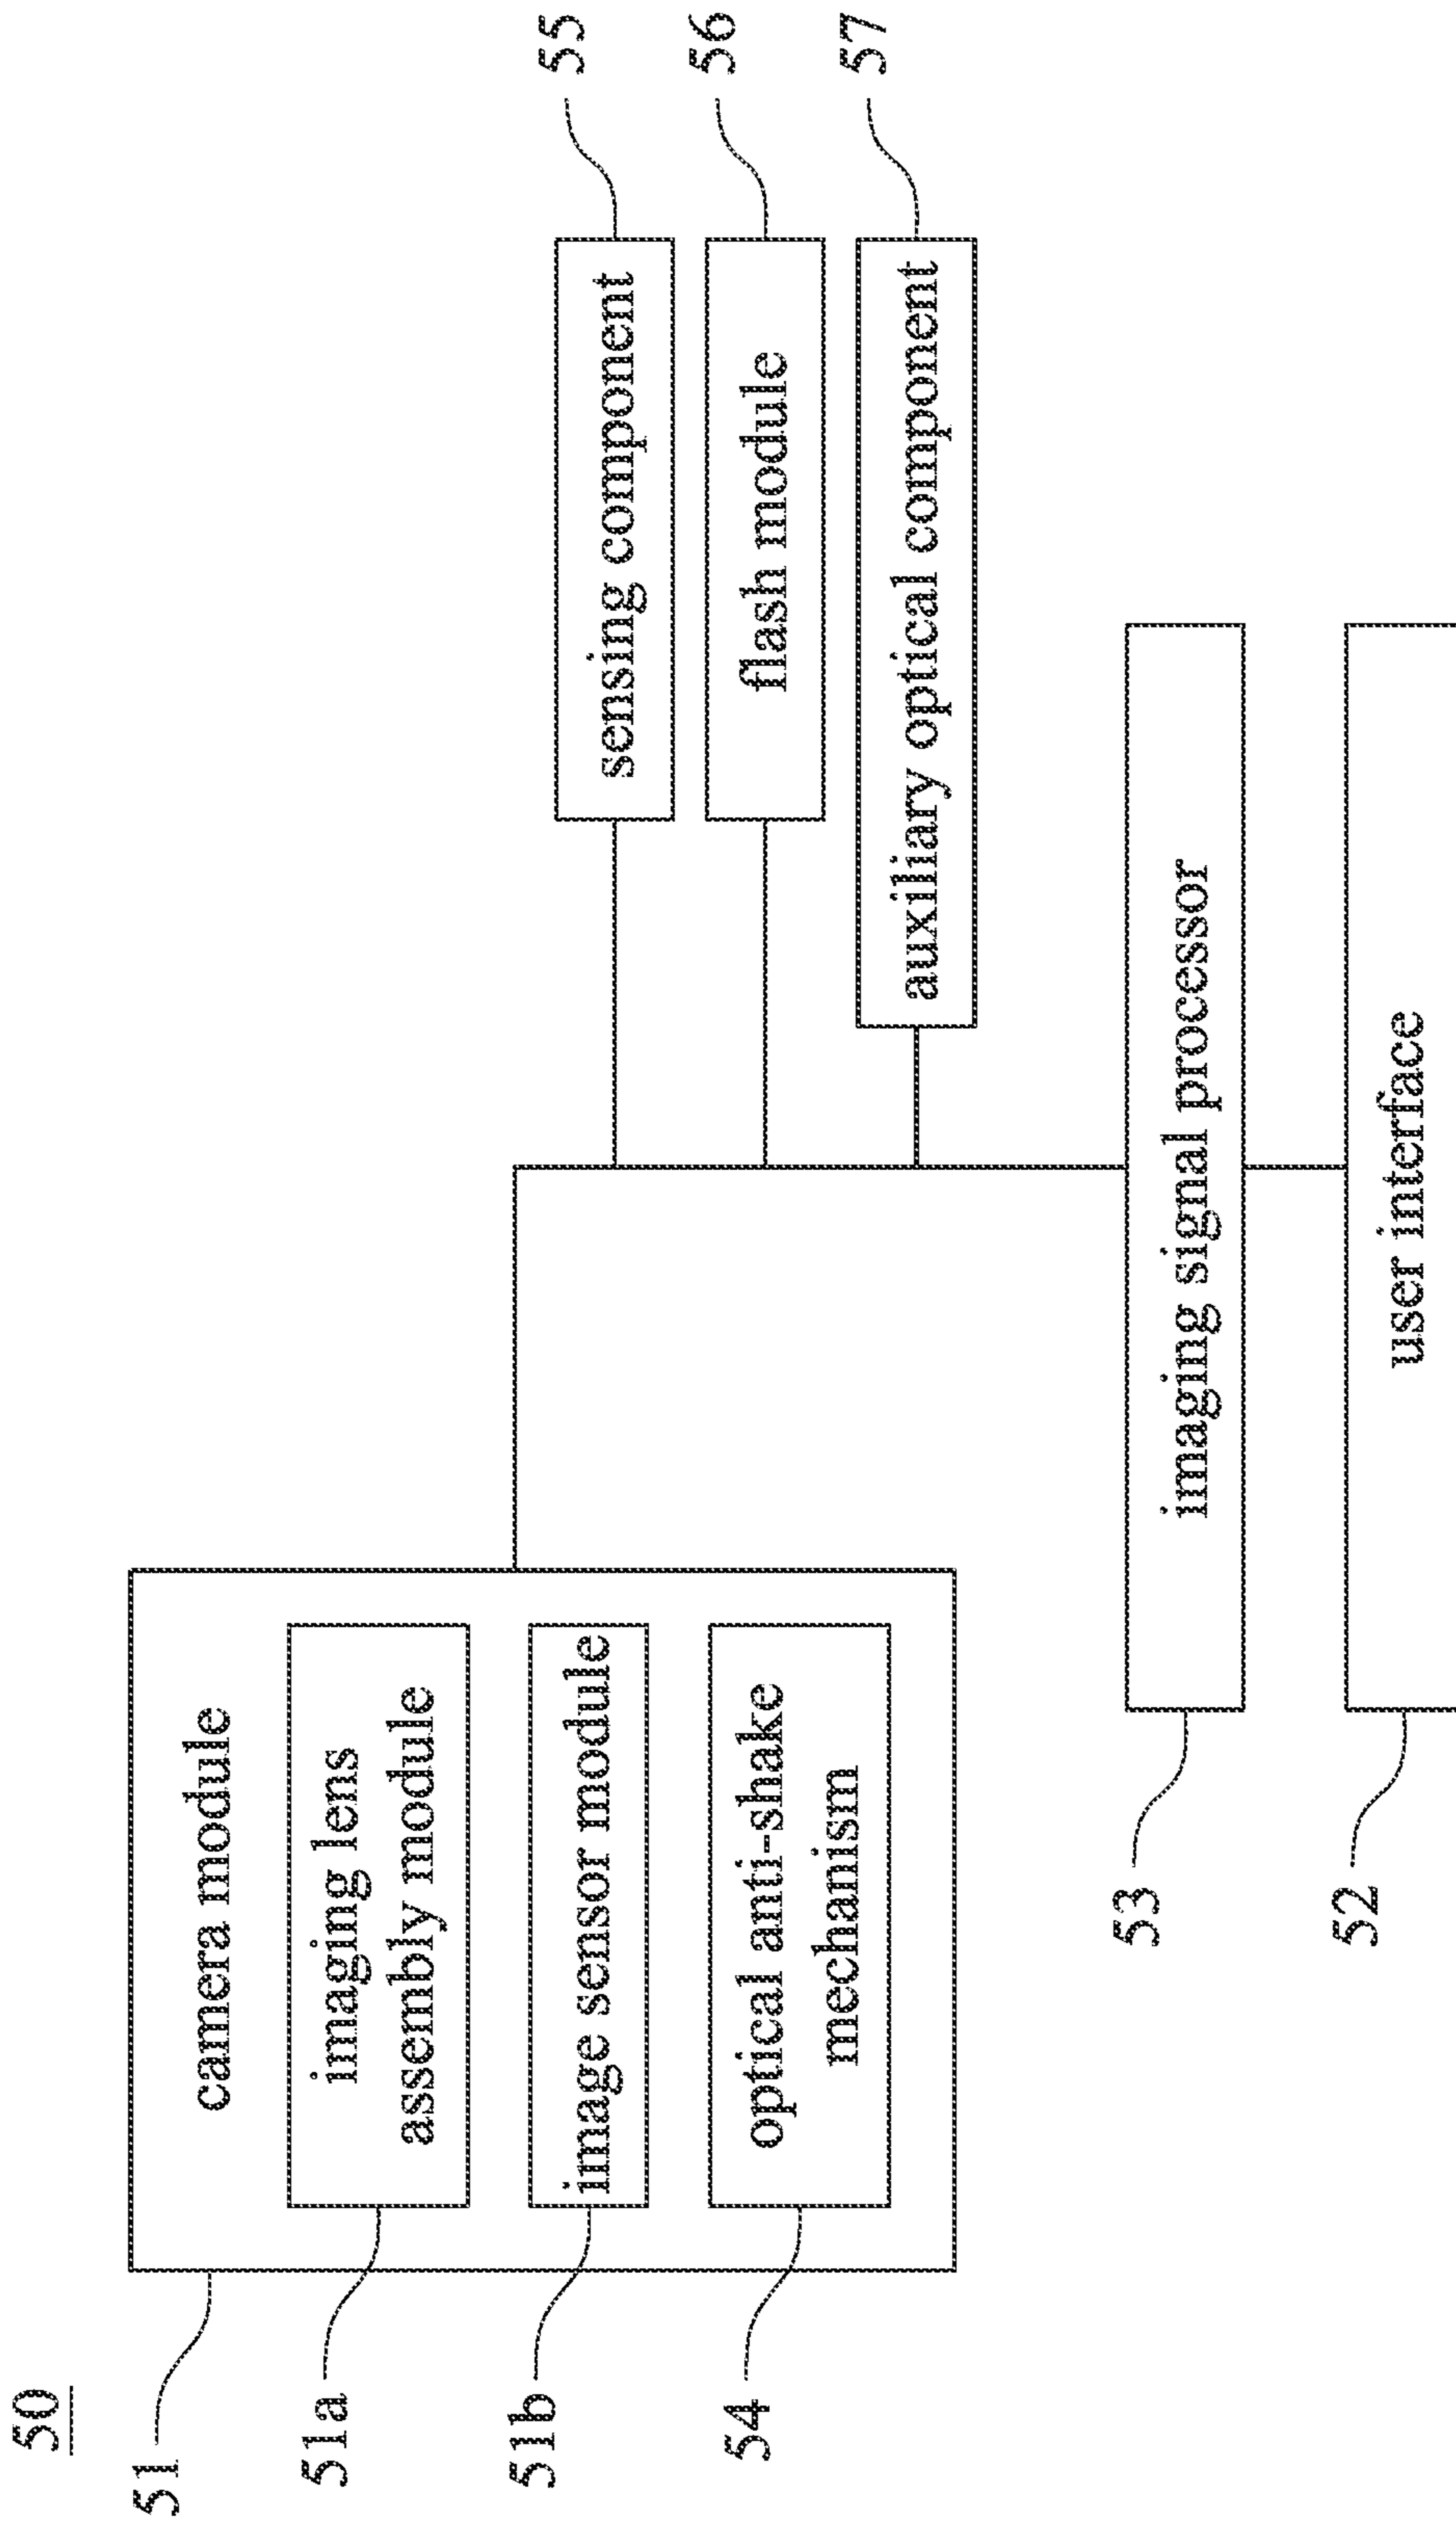 50
51
camera module
51a
imaging lens
assembly module
51b
image sensor module
54
optical anti-shake
mechanism
sensing component
55
flash module
56
auxiliary optical component
57
53
imaging signal processor
52
user interface